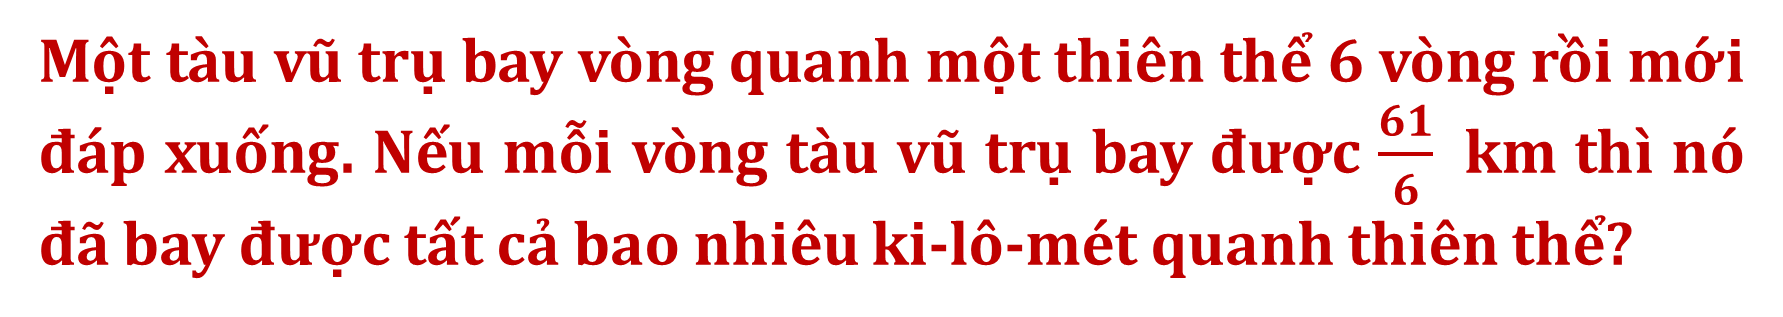 Một tàu vũ trụ bay vòng quanh một thiên thể 6 vòng rồi mới
đáp xuống. Nếu mỗi vòng tàu vũ trụ bay được 61/6 km thì nó
đã bay được tất cả bao nhiêu ki-lô-mét quanh thiên thể?